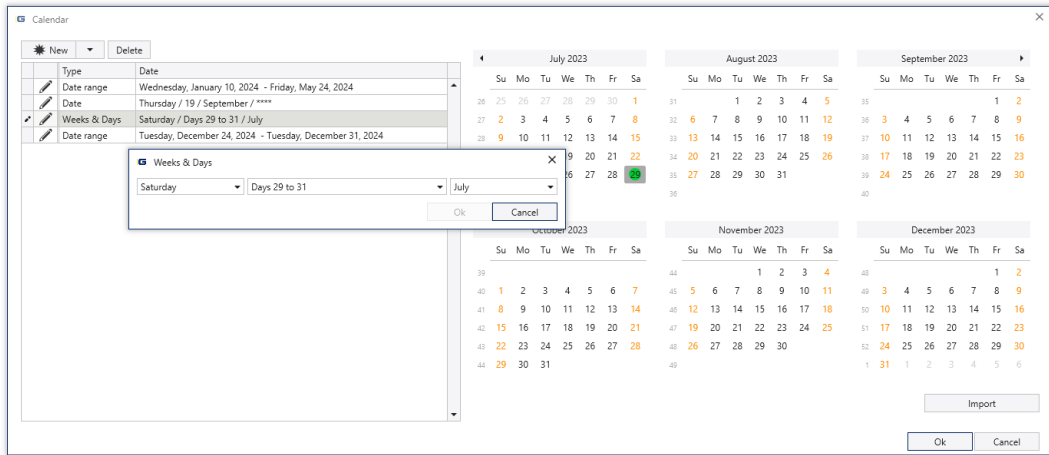 Calendar
New Delete
Type Date
Date range Wednesday, January 10, 2024 - Friday, May 24, 2024
Date Thursday / 19 / September / ****
Weeks & Days Saturday / Days 29 to 31 / July
Date range Tuesday, December 24, 2024 - Tuesday, December 31, 2024
Weeks & Days
Saturday Days 29 to 31 July
Ok Cancel
July 2023
Su Mo Tu We Th Fr Sa
26 25 26 27 28 29 30 1
27 2 3 4 5 6 7 8
28 9 10 11 12 13 14 15
9 20 21 22
26 27 28 29
August 2023
Su Mo Tu We Th Fr Sa
31 1 2 3 4 5
32 6 7 8 9 10 11 12
33 13 14 15 16 17 18 19
34 20 21 22 23 24 25 26
35 27 28 29 30 31
36
September 2023
Su Mo Tu We Th Fr Sa
35 1 2
36 3 4 5 6 7 8 9
37 10 11 12 13 14 15 16
38 17 18 19 20 21 22 23
39 24 25 26 27 28 29 30
40
October 2023
Su Mo Tu We Th Fr Sa
39
40 1 2 3 4 5 6 7
41 8 9 10 11 12 13 14
42 15 16 17 18 19 20 21
43 22 23 24 25 26 27 28
44 29 30 31
November 2023
Su Mo Tu We Th Fr Sa
44 1 2 3 4
45 5 6 7 8 9 10 11
46 12 13 14 15 16 17 18
47 19 20 21 22 23 24 25
48 26 27 28 29 30
49
December 2023
Su Mo Tu We Th Fr Sa
48 1 2
49 3 4 5 6 7 8 9
50 10 11 12 13 14 15 16
51 17 18 19 20 21 22 23
52 24 25 26 27 28 29 30
1 31 1 2 3 4 5 6
Import
Ok Cancel